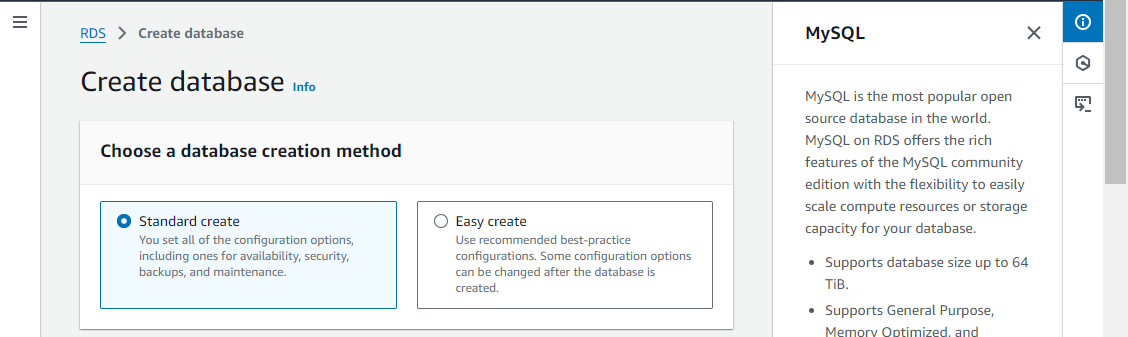 RDS > Create database
Create database Info
Choose a database creation method
Standard create
You set all of the configuration options,
including ones for availability, security,
backups, and maintenance.
Easy create
Use recommended best-practice
configurations. Some configuration options
can be changed after the database is
created.
MySQL
MySQL is the most popular open
source database in the world.
MySQL on RDS offers the rich
features of the MySQL community
edition with the flexibility to easily
scale compute resources or storage
capacity for your database.
• Supports database size up to 64
TiB.
• Supports General Purpose,
Memory Optimized, and